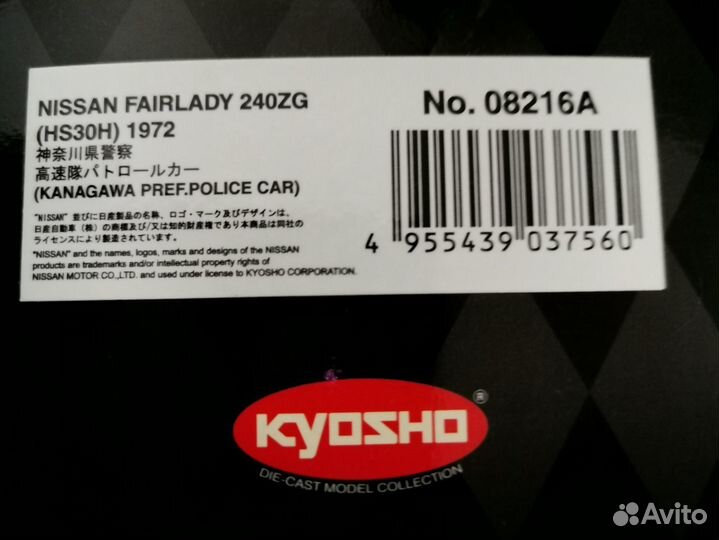 NISSAN FAIRLADY 240ZG
(HS30H) 1972
神奈川県警察
高速隊パトロールカー
(KANAGAWA PREF.POLICE CAR)
"NISSAN" 並びに日産製品の名称、ロゴ・マーク及びデザインは、
日産自動車（株）の商標及び/又は知的財産権であり本商品は同社の
ライセンスにより製造されています。
"NISSAN" and the names, logos, marks and designs of the NISSAN
products are trademarks and/or intellectual property rights of
NISSAN MOTOR CO.,LTD. and used under license to KYOSHO CORPORATION.
No. 08216A
4 955439 037560
KYOSHO ®
DIE-CAST MODEL COLLECTION
Avito